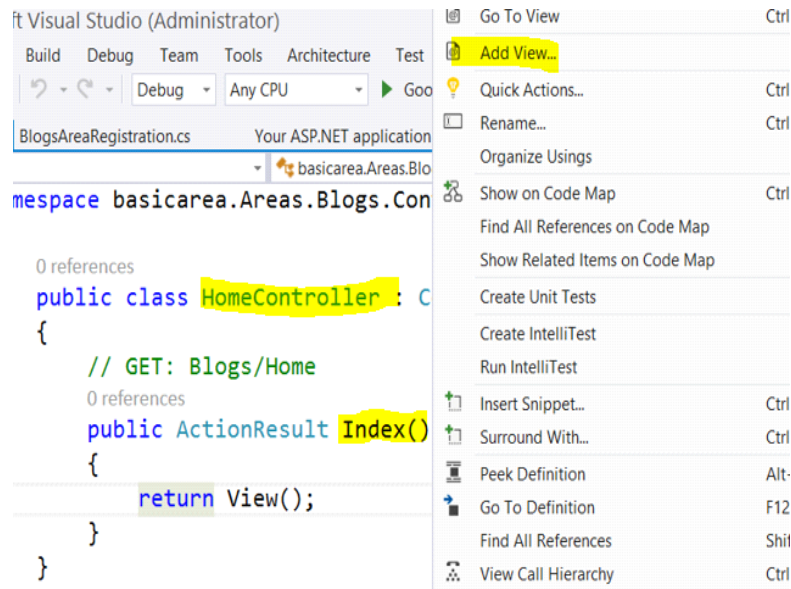 ft Visual Studio (Administrator)
Build Debug Team Tools Architecture Test
Debug Any CPU Goo
BlogsAreaRegistration.cs Your ASP.NET application
basicarea.Areas.Blo
mespace basicarea.Areas.Blogs.Con
0 references
public class HomeController : C
{
// GET: Blogs/Home
0 references
public ActionResult Index()
{
return View();
}
}
Go To View Ctrl
Add View...
Quick Actions... Ctrl
Rename... Ctrl
Organize Usings
Show on Code Map Ctrl
Find All References on Code Map
Show Related Items on Code Map
Create Unit Tests
Create IntelliTest
Run IntelliTest
Insert Snippet... Ctrl
Surround With... Ctrl
Peek Definition Alt-
Go To Definition F12
Find All References Shif
View Call Hierarchy Ctrl